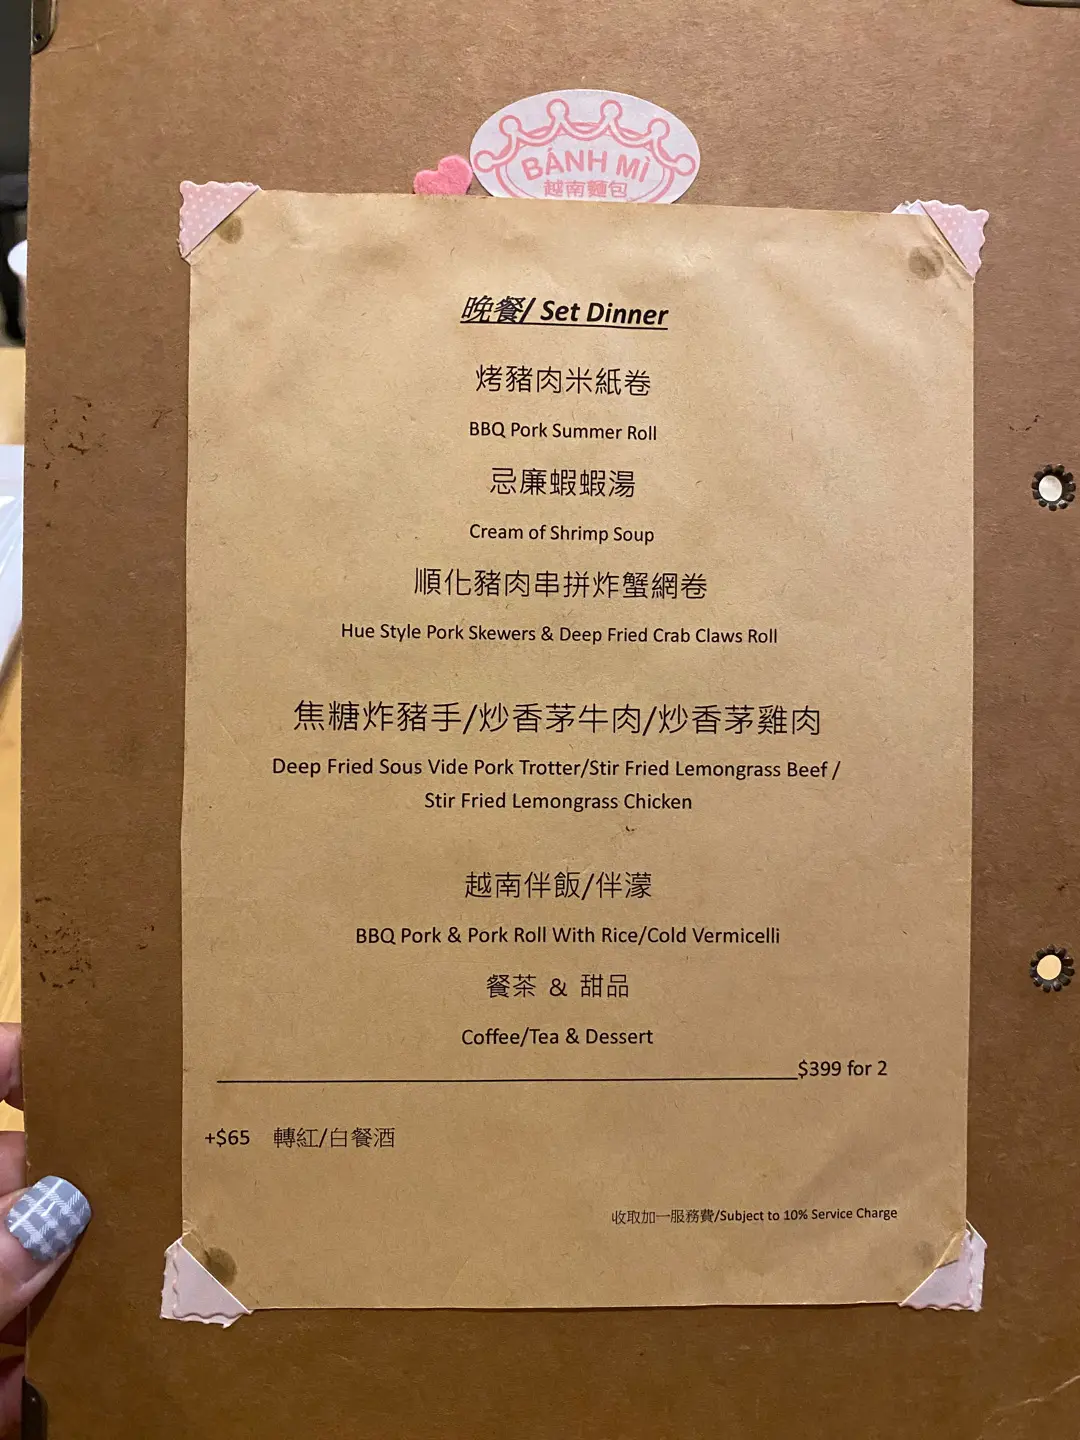 BÁNH MÌ
越南麵包
晚餐/ Set Dinner
烤豬肉米紙卷
BBQ Pork Summer Roll
忌廉蝦蝦湯
Cream of Shrimp Soup
順化豬肉串拼炸蟹網卷
Hue Style Pork Skewers & Deep Fried Crab Claws Roll
焦糖炸豬手/炒香茅牛肉/炒香茅雞肉
Deep Fried Sous Vide Pork Trotter/Stir Fried Lemongrass Beef /
Stir Fried Lemongrass Chicken
越南伴飯/伴濛
BBQ Pork & Pork Roll With Rice/Cold Vermicelli
餐茶 & 甜品
Coffee/Tea & Dessert
$399 for 2
+$65 轉紅/白餐酒
收取加一服務費/Subject to 10% Service Charge